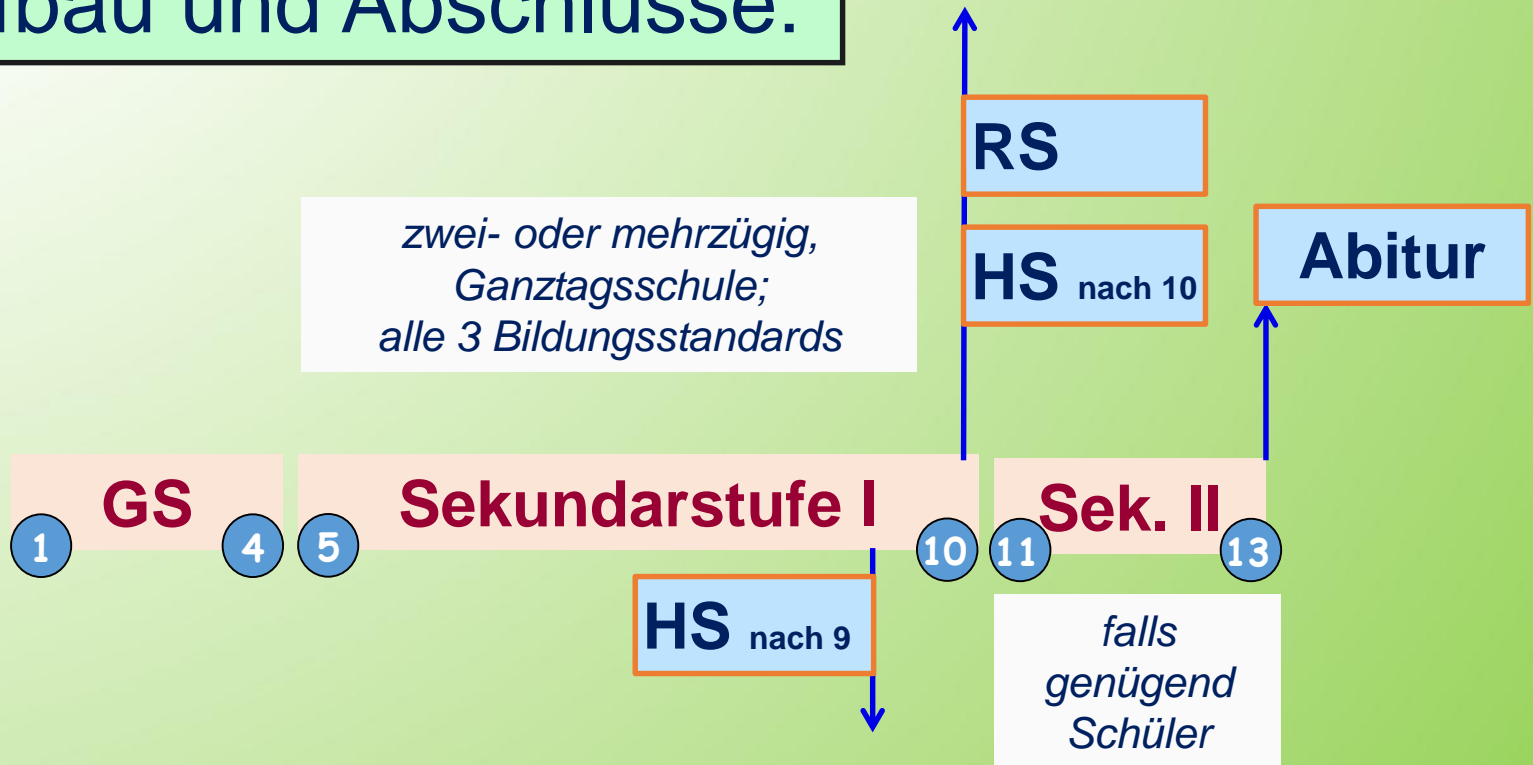 und Abschlüsse:
RS
zwei- oder mehrzügig,
Ganztagsschule;
alle 3 Bildungsstandards
HS nach 10
Abitur
GS
Sekundarstufe I
Sek. II
1
4
5
10
11
13
HS nach 9
falls
genügend
Schüler